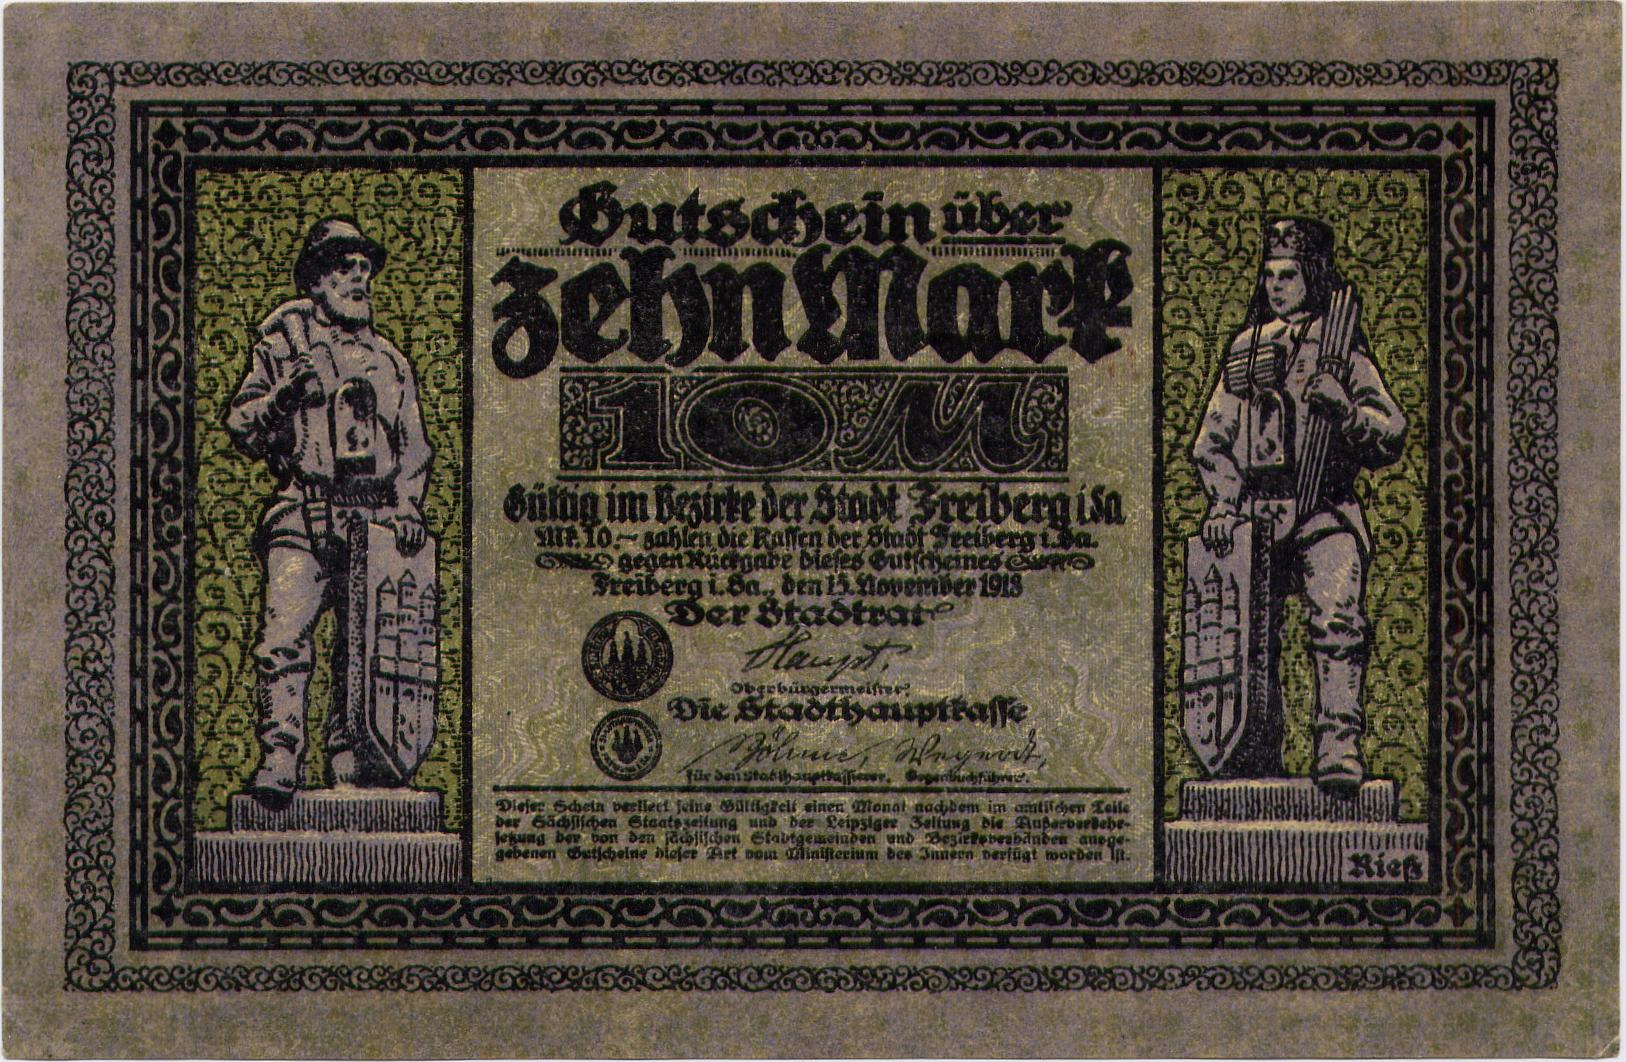 Gutschein über
zehn Mark
10 M
Gültig im Bezirke der Stadt Freiberg i. Sa.
Mk. 10.— zahlen die Kassen der Stadt Freiberg i. Sa.
gegen Rückgabe dieses Gutscheines
Freiberg i. Sa., den 15. November 1918
Der Stadtrat
Haupt.
Oberbürgermeister.
Die Stadthauptkasse
Böhme,
für den Stadthauptkassierer. Gegenbuchführer.
Dieser Schein verliert seine Gültigkeit einen Monat nachdem im amtlichen Teile
der Sächsischen Staatszeitung und der Leipziger Zeitung die Außerverkehr-
setzung der von den sächsischen Stadtgemeinden und Bezirksverbänden ausge-
gebenen Gutscheine dieser Art vom Ministerium des Innern verfügt worden ist.
Rieß